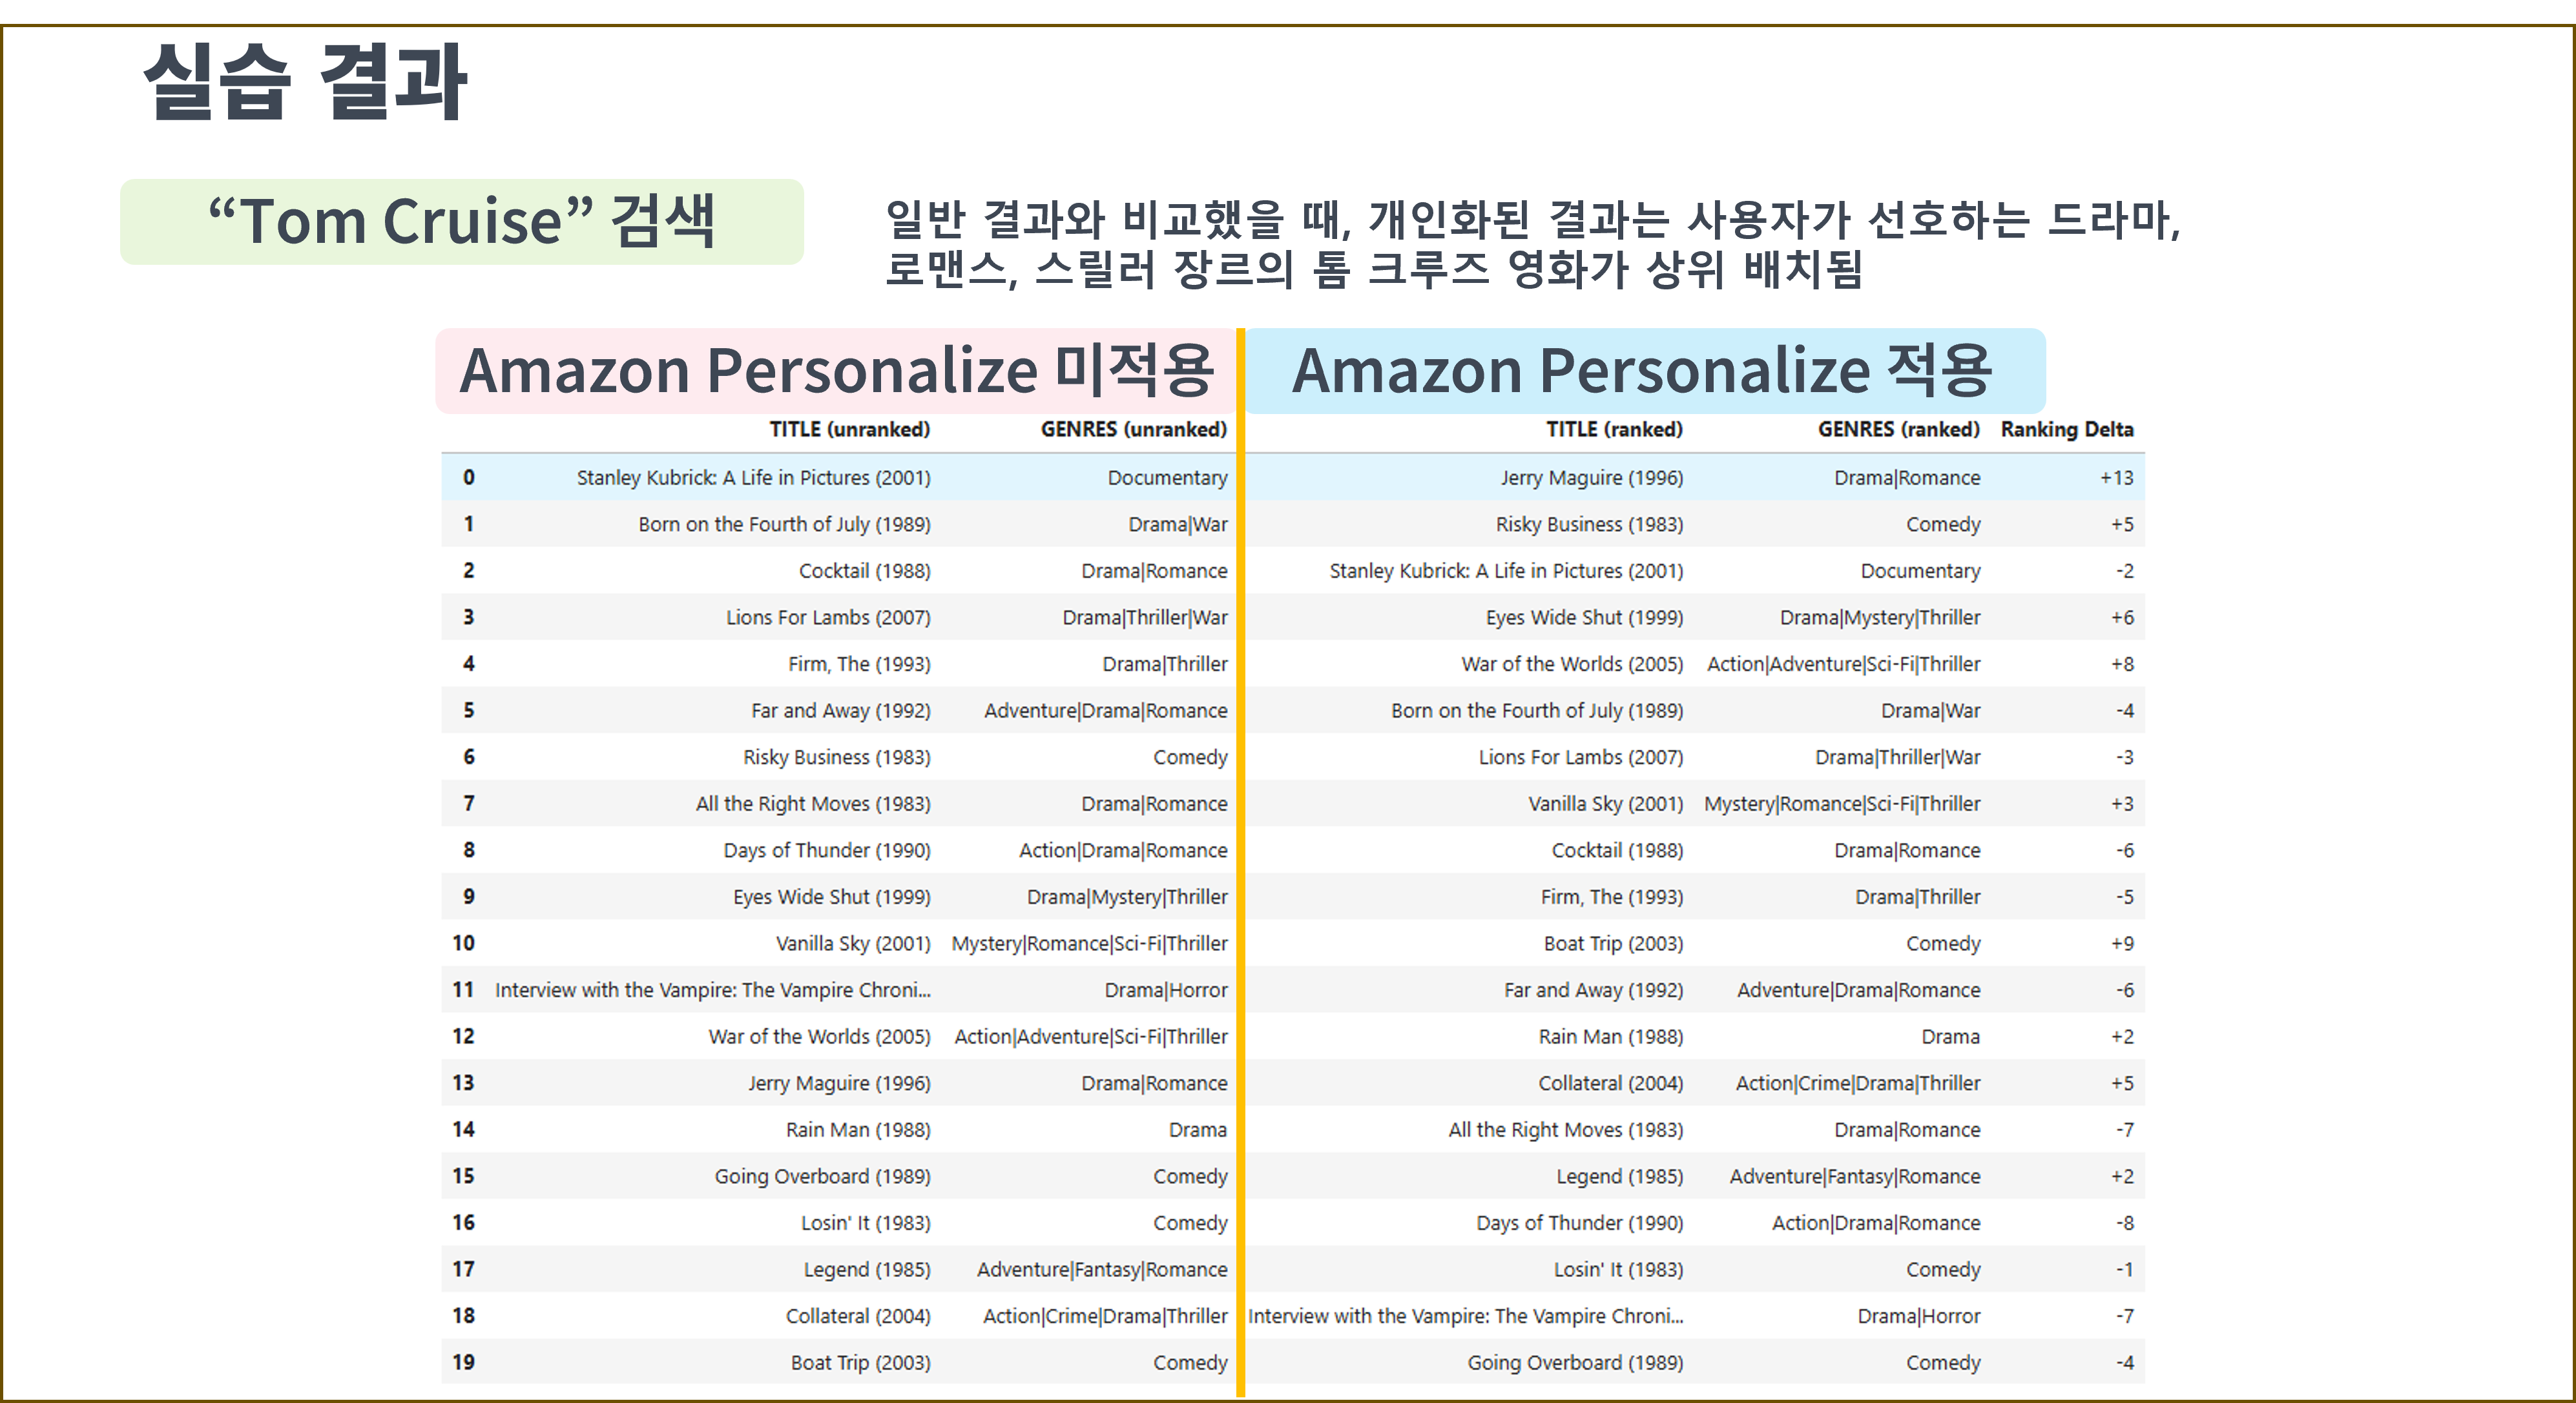 실습 결과
“Tom Cruise” 검색
일반 결과와 비교했을 때, 개인화된 결과는 사용자가 선호하는 드라마,
로맨스, 스릴러 장르의 톰 크루즈 영화가 상위 배치됨
Amazon Personalize 미적용 Amazon Personalize 적용
TITLE (unranked) GENRES (unranked) TITLE (ranked) GENRES (ranked) Ranking Delta
0 Stanley Kubrick: A Life in Pictures (2001) Documentary Jerry Maguire (1996) Drama|Romance +13
1 Born on the Fourth of July (1989) Drama|War Risky Business (1983) Comedy +5
2 Cocktail (1988) Drama|Romance Stanley Kubrick: A Life in Pictures (2001) Documentary -2
3 Lions For Lambs (2007) Drama|Thriller|War Eyes Wide Shut (1999) Drama|Mystery|Thriller +6
4 Firm, The (1993) Drama|Thriller War of the Worlds (2005) Action|Adventure|Sci-Fi|Thriller +8
5 Far and Away (1992) Adventure|Drama|Romance Born on the Fourth of July (1989) Drama|War -4
6 Risky Business (1983) Comedy Lions For Lambs (2007) Drama|Thriller|War -3
7 All the Right Moves (1983) Drama|Romance Vanilla Sky (2001) Mystery|Romance|Sci-Fi|Thriller +3
8 Days of Thunder (1990) Action|Drama|Romance Cocktail (1988) Drama|Romance -6
9 Eyes Wide Shut (1999) Drama|Mystery|Thriller Firm, The (1993) Drama|Thriller -5
10 Vanilla Sky (2001) Mystery|Romance|Sci-Fi|Thriller Boat Trip (2003) Comedy +9
11 Interview with the Vampire: The Vampire Chroni... Drama|Horror Far and Away (1992) Adventure|Drama|Romance -6
12 War of the Worlds (2005) Action|Adventure|Sci-Fi|Thriller Rain Man (1988) Drama +2
13 Jerry Maguire (1996) Drama|Romance Collateral (2004) Action|Crime|Drama|Thriller +5
14 Rain Man (1988) Drama All the Right Moves (1983) Drama|Romance -7
15 Going Overboard (1989) Comedy Legend (1985) Adventure|Fantasy|Romance +2
16 Losin' It (1983) Comedy Days of Thunder (1990) Action|Drama|Romance -8
17 Legend (1985) Adventure|Fantasy|Romance Losin' It (1983) Comedy -1
18 Collateral (2004) Action|Crime|Drama|Thriller Interview with the Vampire: The Vampire Chroni... Drama|Horror -7
19 Boat Trip (2003) Comedy Going Overboard (1989) Comedy -4